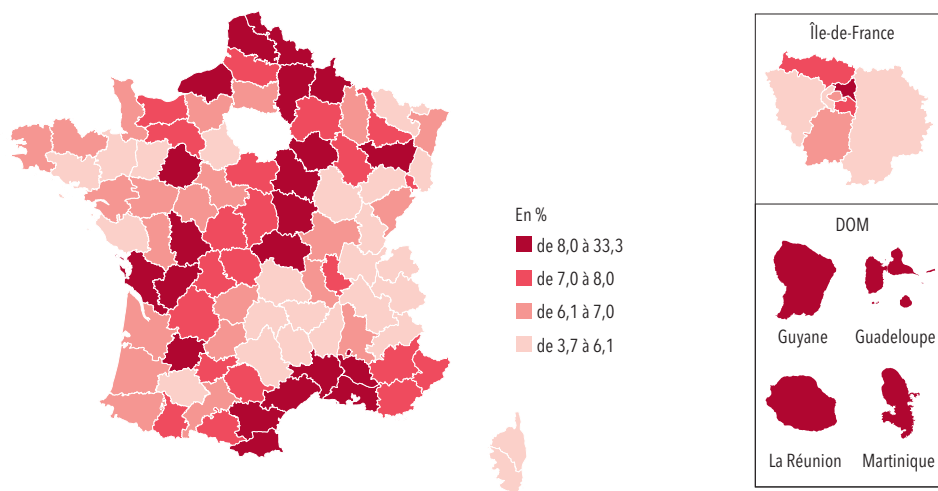 Île-de-France
En %
de 8,0 à 33,3
de 7,0 à 8,0
de 6,1 à 7,0
de 3,7 à 6,1
DOM
Guyane
Guadeloupe
La Réunion
Martinique